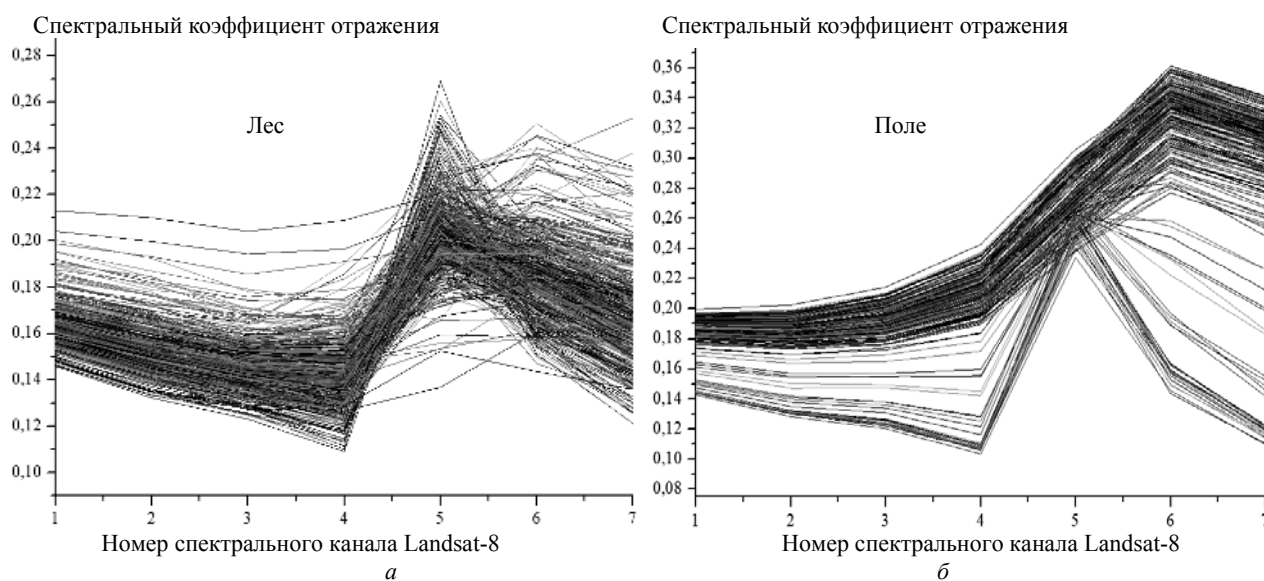 Спектральный коэффициент отражения
0,28
0,26
0,24
0,22
0,20
0,18
0,16
0,14
0,12
0,10
Лес
1 2 3 4 5 6 7
Номер спектрального канала Landsat-8
а
Спектральный коэффициент отражения
0,36
0,34
0,32
0,30
0,28
0,26
0,24
0,22
0,20
0,18
0,16
0,14
0,12
0,10
0,08
Поле
1 2 3 4 5 6 7
Номер спектрального канала Landsat-8
б